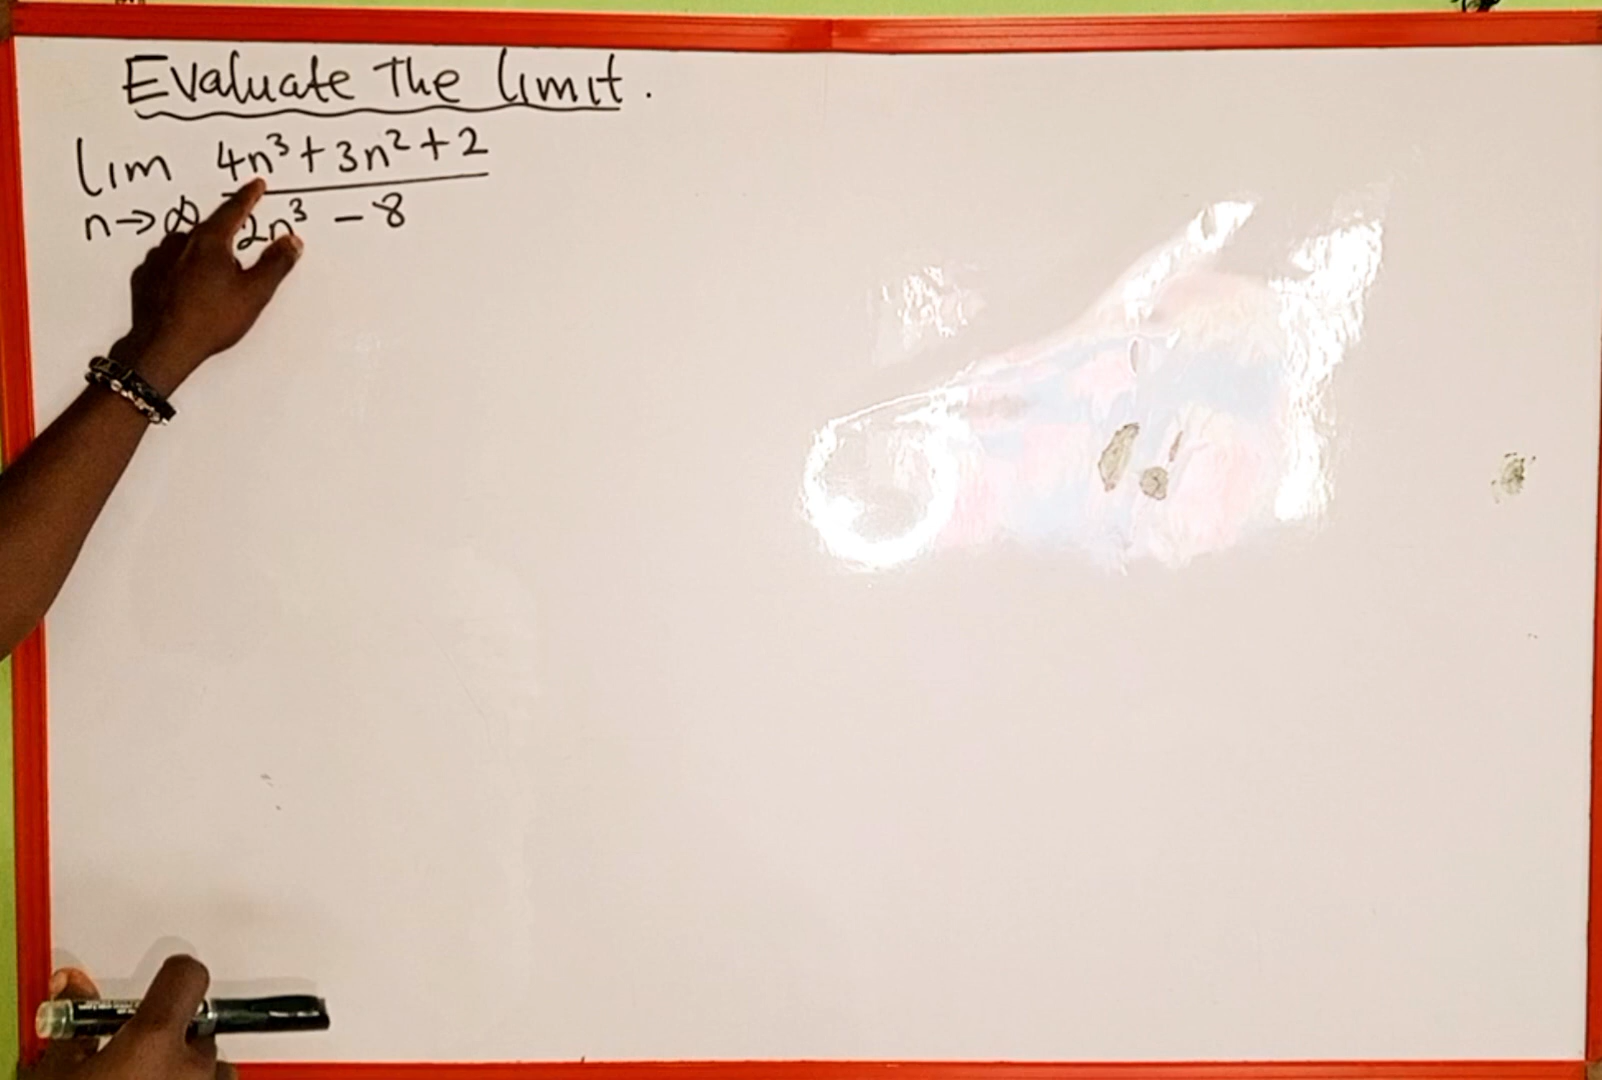 Evaluate The limit.
lim 4n³+3n²+2
n→∞ 2n³ - 8